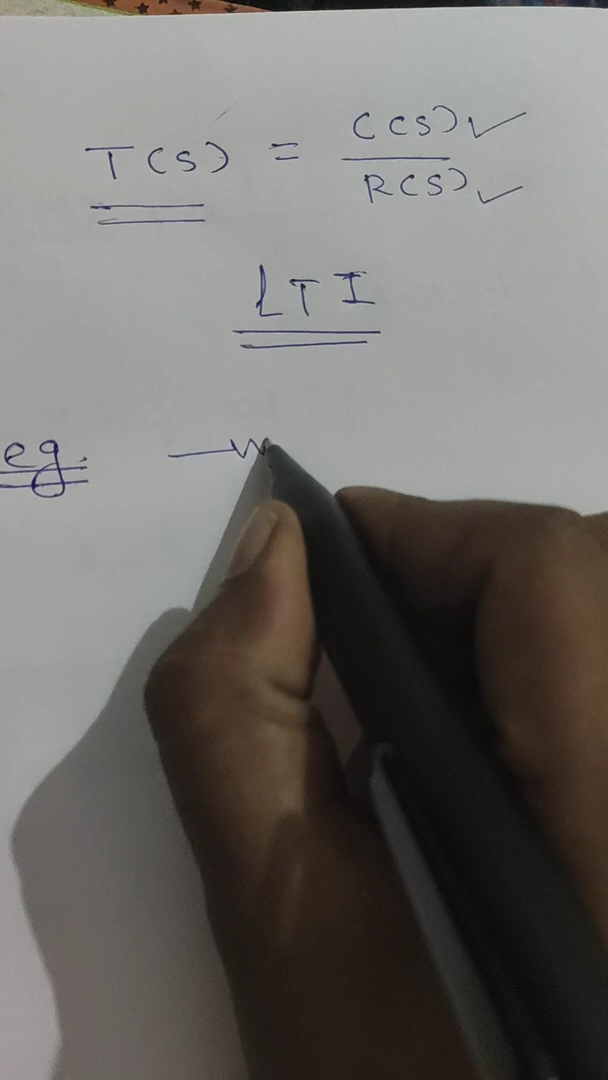 T(S) = C(S) ✓
R(S) ✓
LTI
eg.